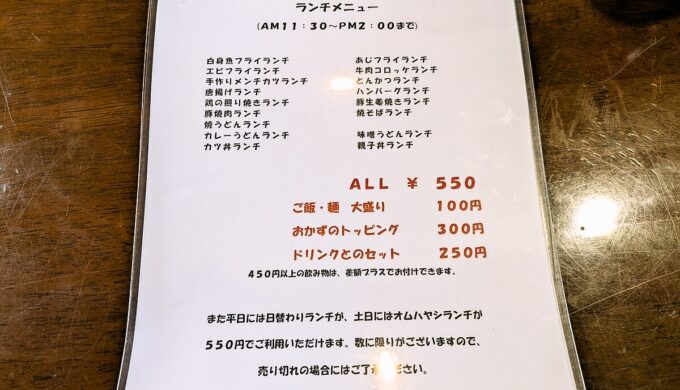 ランチメニュー
(AM11：30～PM2：00まで)
白身魚フライランチ　あじフライランチ
エビフライランチ　牛肉コロッケランチ
手作りメンチカツランチ　とんかつランチ
唐揚げランチ　ハンバーグランチ
鶏の照り焼きランチ　豚生姜焼きランチ
豚焼肉ランチ　焼そばランチ
焼うどんランチ
カレーうどんランチ　味噌うどんランチ
カツ丼ランチ　親子丼ランチ
ALL ¥ 550
ご飯・麺 大盛り 100円
おかずのトッピング 300円
ドリンクとのセット 250円
450円以上の飲み物は、差額プラスでお付けできます。
また平日には日替わりランチが、土日にはオムハヤシランチが
550円でご利用いただけます。数に限りがございますので、
売り切れの場合にはご了承ください。